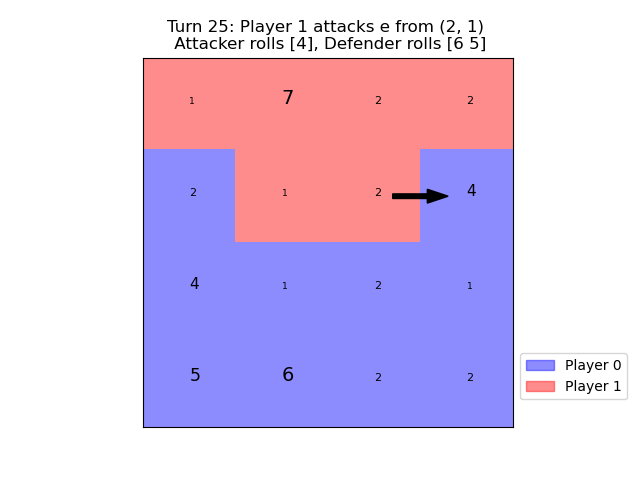 Turn 25: Player 1 attacks e from (2, 1)
Attacker rolls [4], Defender rolls [6 5]
1 7 2 2
2 1 2 4
4 1 2 1
5 6 2 2
Player 0
Player 1